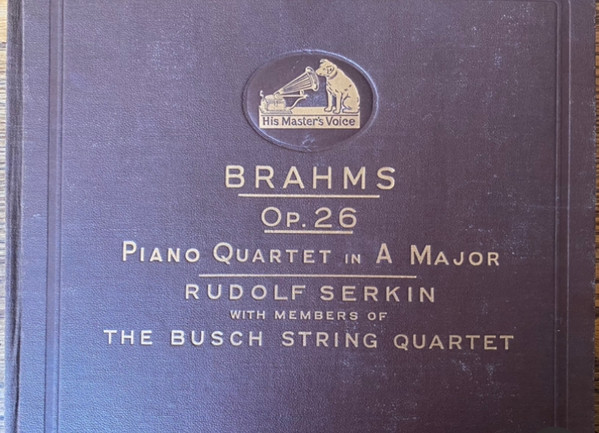 His Master's Voice
BRAHMS
OP. 26
PIANO QUARTET IN A MAJOR
RUDOLF SERKIN
WITH MEMBERS OF
THE BUSCH STRING QUARTET